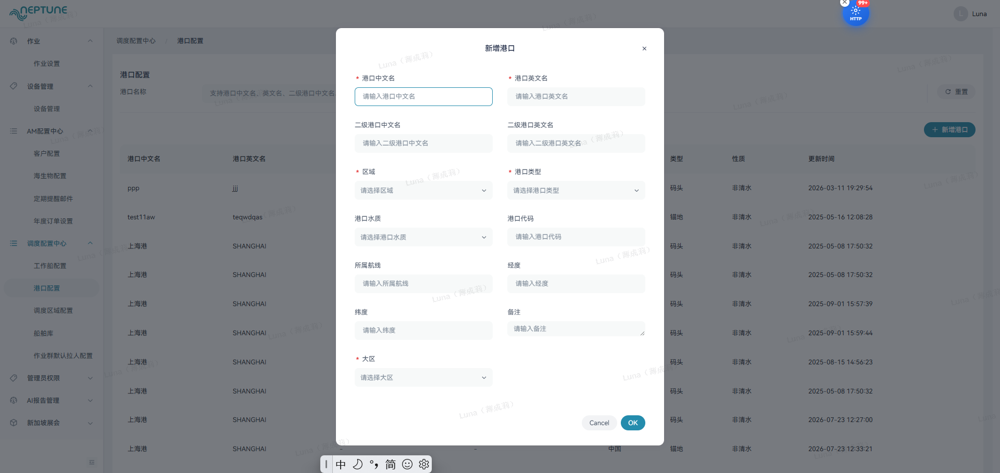 NEPTUNE
99+
HTTP
L Luna
作业
作业设置
设备管理
设备管理
AM配置中心
客户配置
海生物配置
定期提醒邮件
年度订单设置
调度配置中心
工作船配置
港口配置
调度区域配置
船舶库
作业群默认拉人配置
管理员权限
AI报告管理
新加坡展会
调度配置中心 / 港口配置
港口配置
港口名称 支持港口中文名、英文名、二级港口中文名
重置
新增港口
港口中文名 港口英文名 类型 性质 更新时间
ppp jjj 码头 非清水 2026-03-11 19:29:54
test11aw teqwdqas 锚地 非清水 2025-05-16 12:08:28
上海港 SHANGHAI 码头 非清水 2025-05-08 17:50:32
上海港 SHANGHAI 码头 非清水 2025-05-08 17:50:32
上海港 SHANGHAI 码头 非清水 2025-09-01 15:57:39
上海港 SHANGHAI 码头 非清水 2025-09-01 15:59:44
上海港 SHANGHAI 码头 非清水 2025-08-15 14:56:23
上海港 SHANGHAI 码头 非清水 2025-05-08 17:50:32
上海港 SHANGHAI 码头 非清水 2026-07-23 12:27:00
上海港 SHANGHAI - - 中国 锚地 非清水 2026-07-23 12:33:21
新增港口
* 港口中文名 * 港口英文名
请输入港口中文名 请输入港口英文名
二级港口中文名 二级港口英文名
请输入二级港口中文名 请输入二级港口英文名
* 区域 * 港口类型
请选择区域 请选择港口类型
港口水质 港口代码
请选择港口水质 请输入港口代码
所属航线 经度
请输入所属航线 请输入经度
纬度 备注
请输入纬度 请输入备注
* 大区
请选择大区
Cancel OK
中 °, 简
Luna（薄成莉）